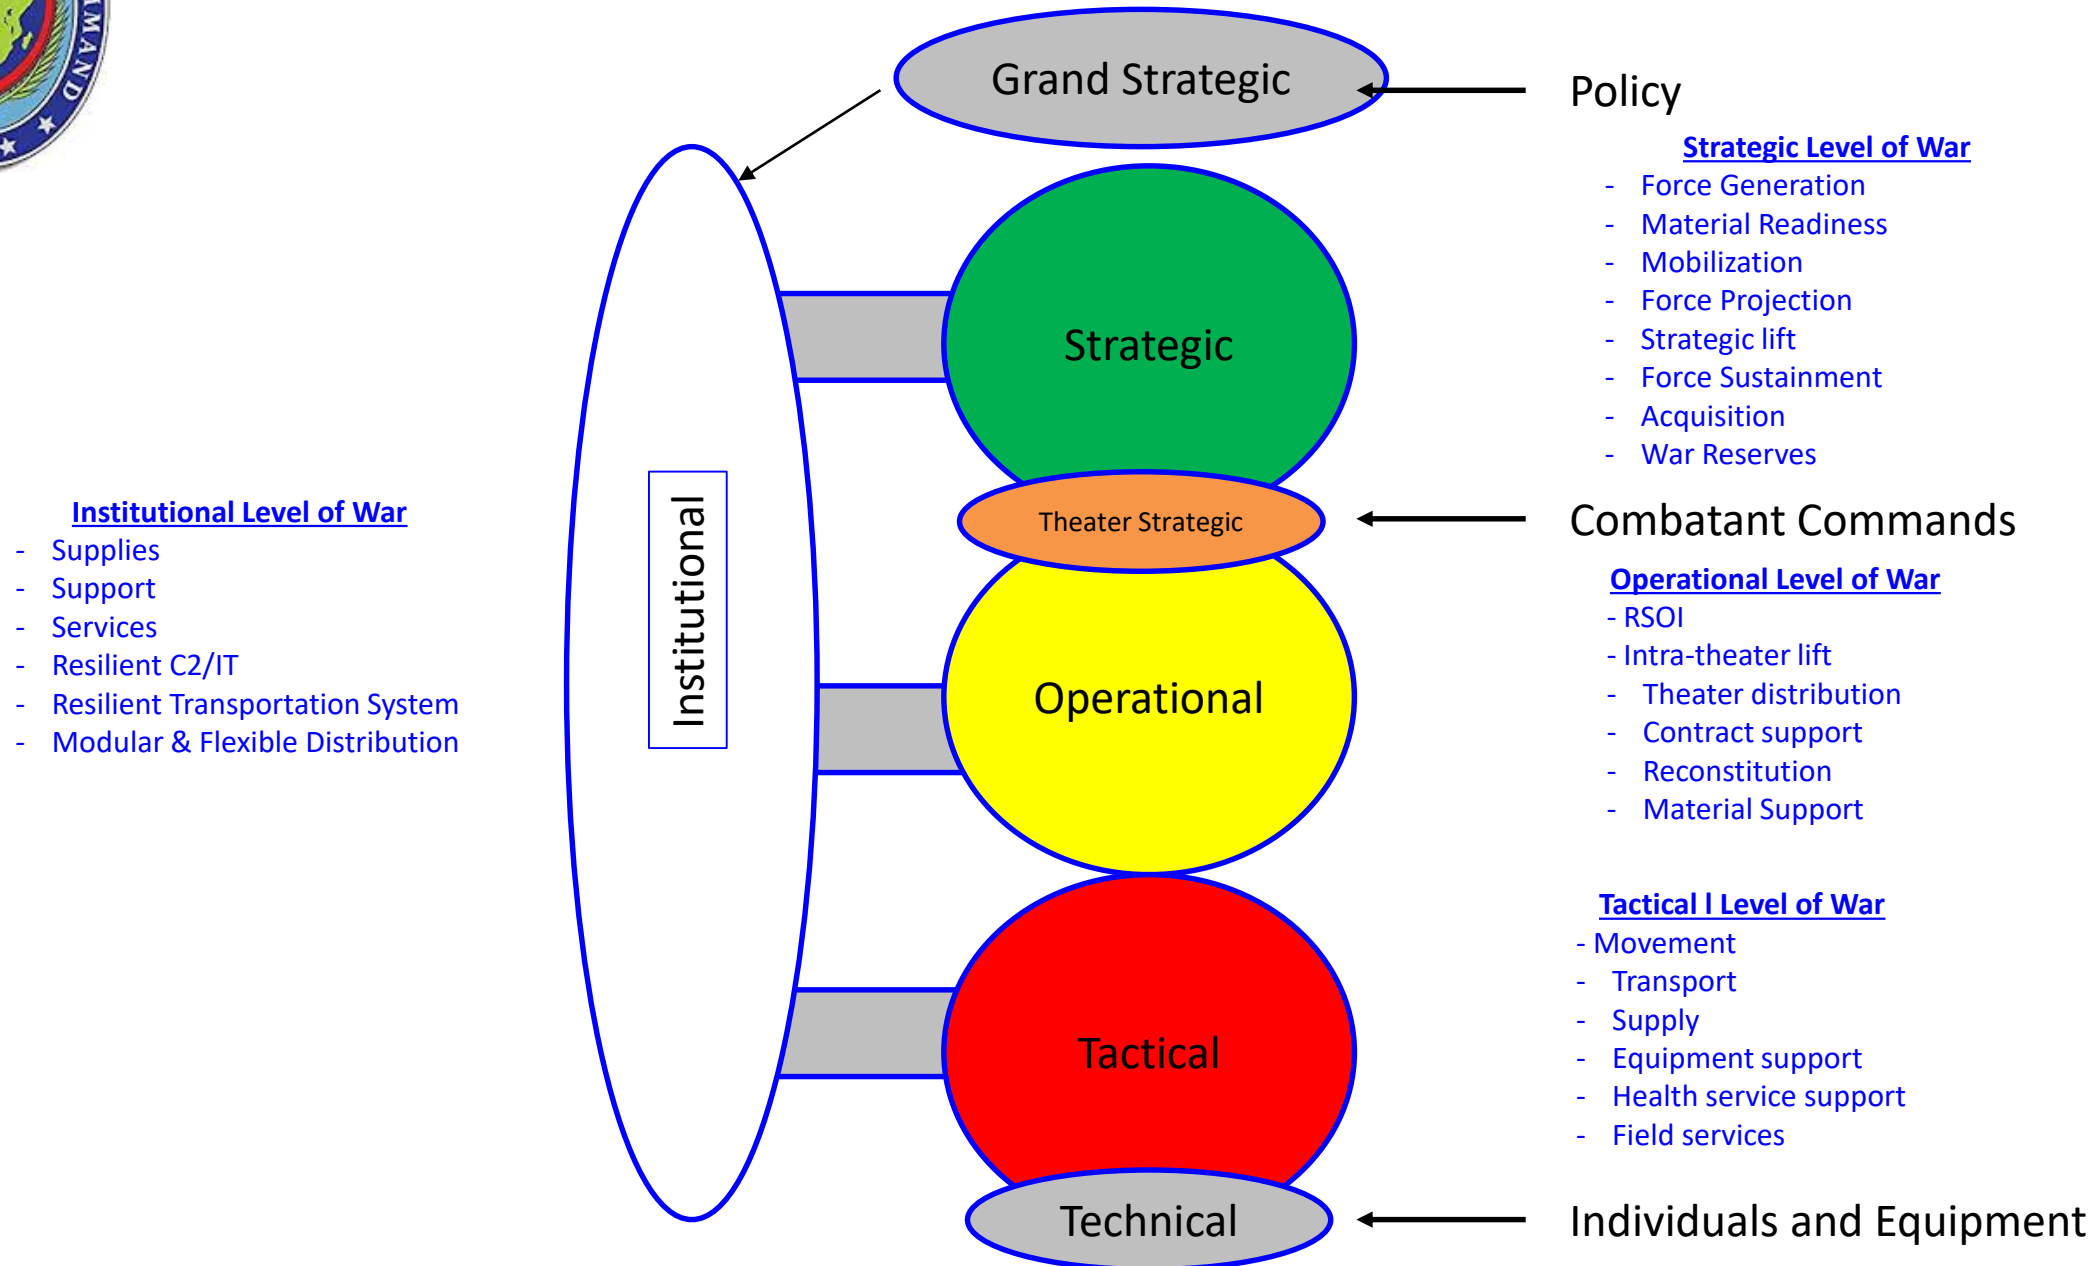 MMAND
Grand Strategic
Policy
Strategic Level of War
- Force Generation
- Material Readiness
- Mobilization
- Force Projection
- Strategic lift
- Force Sustainment
- Acquisition
- War Reserves
Strategic
Institutional
Theater Strategic
Combatant Commands
Institutional Level of War
- Supplies
- Support
- Services
- Resilient C2/IT
- Resilient Transportation System
- Modular & Flexible Distribution
Operational Level of War
- RSOI
- Intra-theater lift
- Theater distribution
- Contract support
- Reconstitution
- Material Support
Operational
Tactical l Level of War
- Movement
- Transport
- Supply
- Equipment support
- Health service support
- Field services
Tactical
Technical
Individuals and Equipment